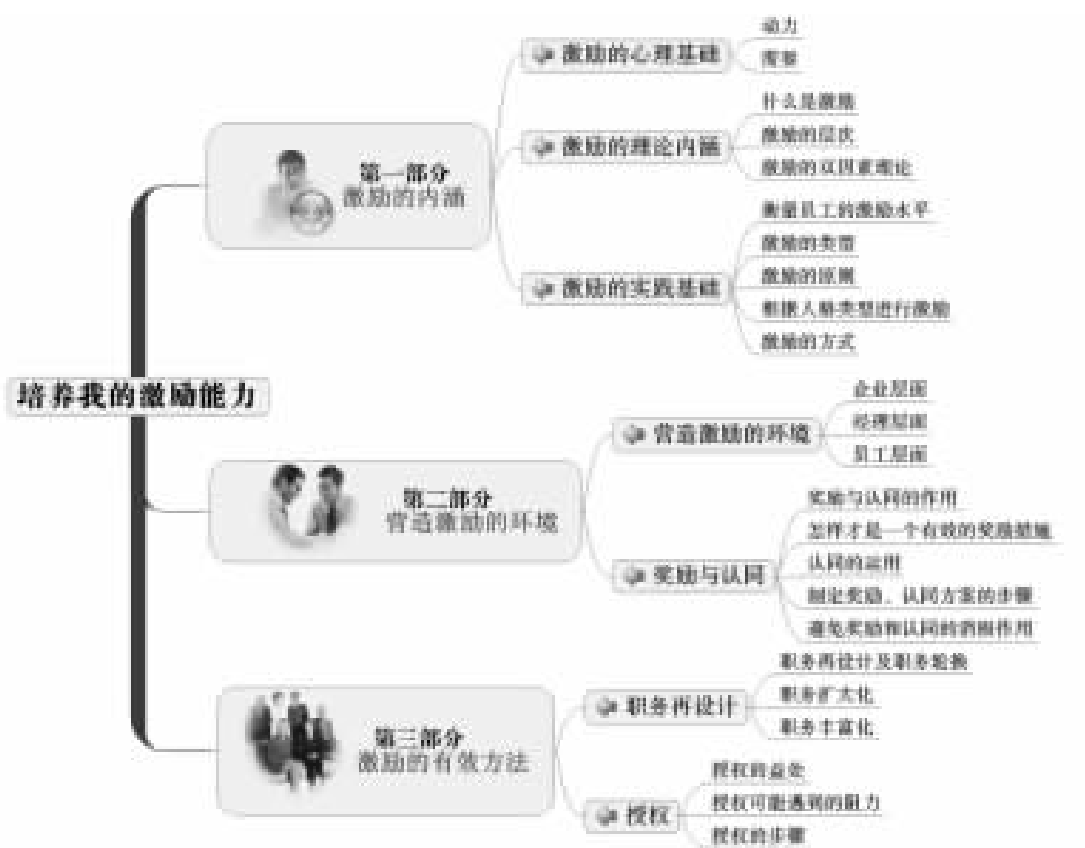 培养我的激励能力
第一部分
激励的内涵
激励的心理基础
动力
需要
激励的理论内涵
什么是激励
激励的层次
激励的双因素理论
激励的实践基础
衡量员工的激励水平
激励的类型
激励的原则
根据人格类型进行激励
激励的方式
第二部分
营造激励的环境
营造激励的环境
企业层面
经理层面
员工层面
奖励与认同
奖励与认同的作用
怎样才是一个有效的奖励措施
认同的运用
制定奖励、认同方案的步骤
避免奖励和认同的消极作用
第三部分
激励的有效方法
职务再设计
职务再设计及职务轮换
职务扩大化
职务丰富化
授权
授权的益处
授权可能遇到的阻力
授权的步骤